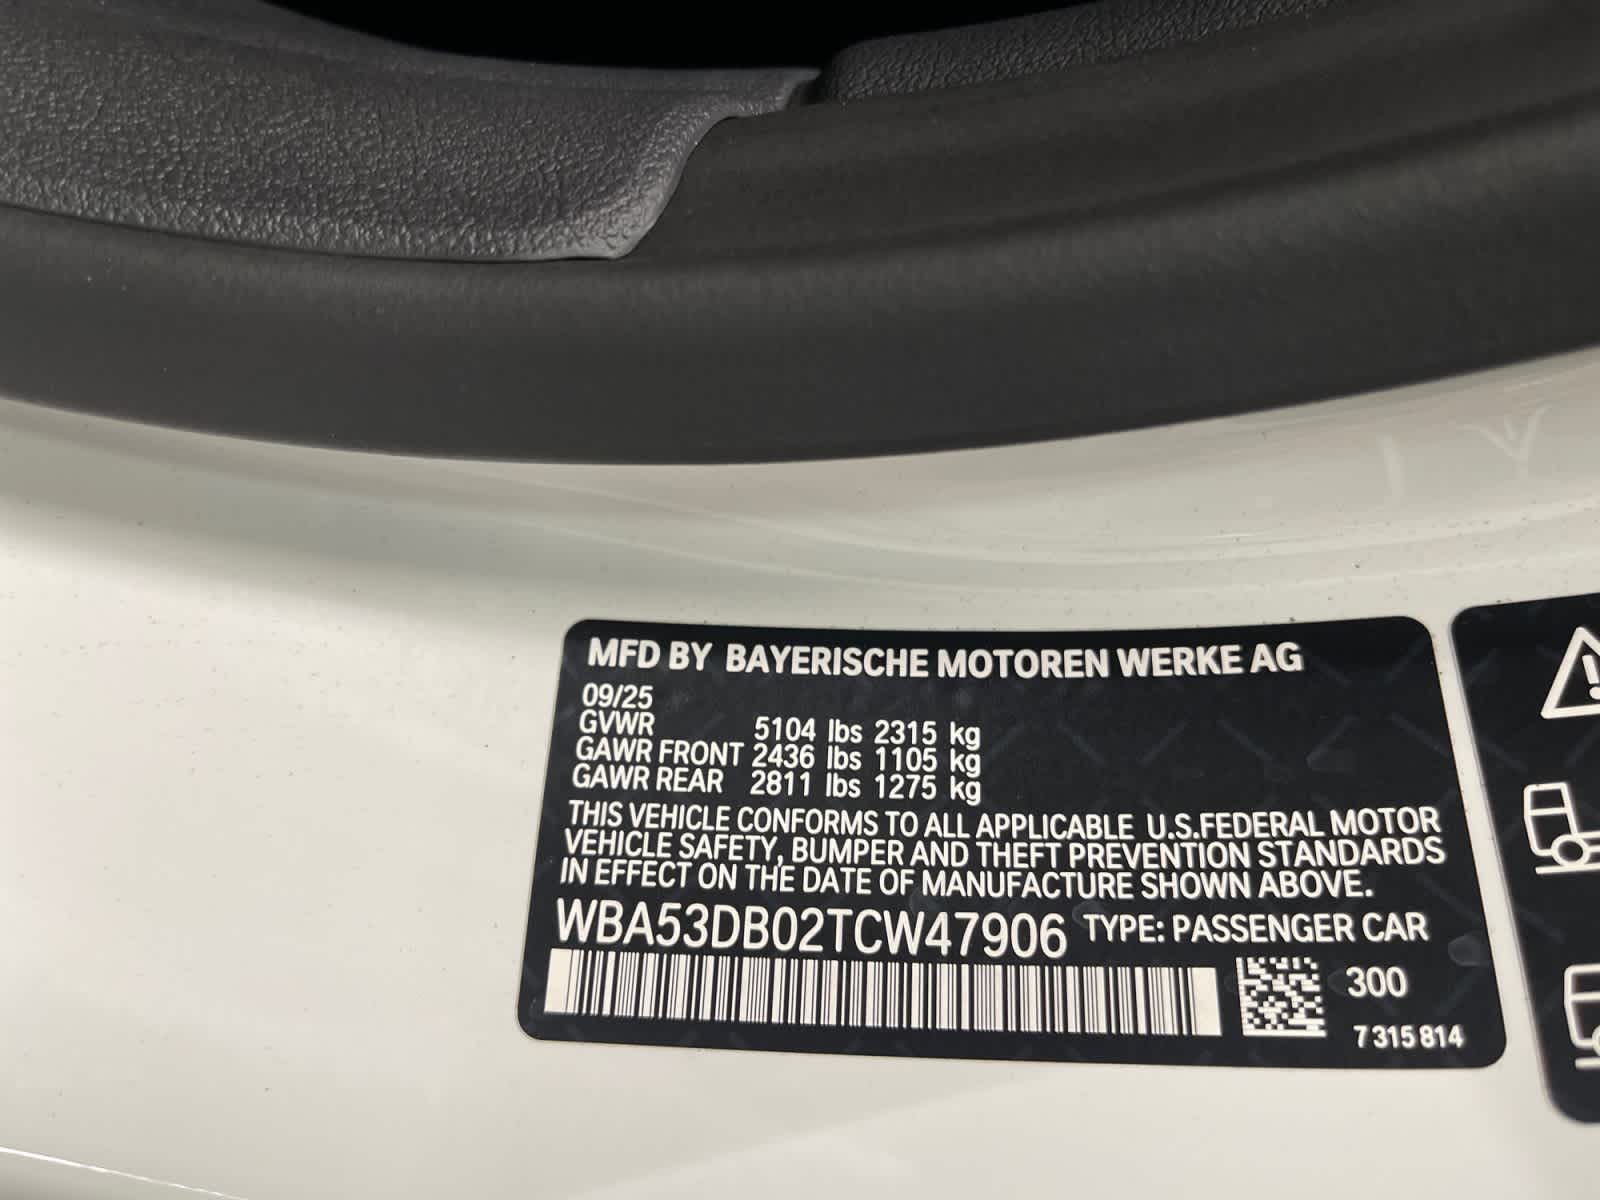 MFD BY BAYERISCHE MOTOREN WERKE AG
09/25
GVWR 5104 lbs 2315 kg
GAWR FRONT 2436 lbs 1105 kg
GAWR REAR 2811 lbs 1275 kg
THIS VEHICLE CONFORMS TO ALL APPLICABLE U.S.FEDERAL MOTOR
VEHICLE SAFETY, BUMPER AND THEFT PREVENTION STANDARDS
IN EFFECT ON THE DATE OF MANUFACTURE SHOWN ABOVE.
WBA53DB02TCW47906 TYPE: PASSENGER CAR
300
7 315 814